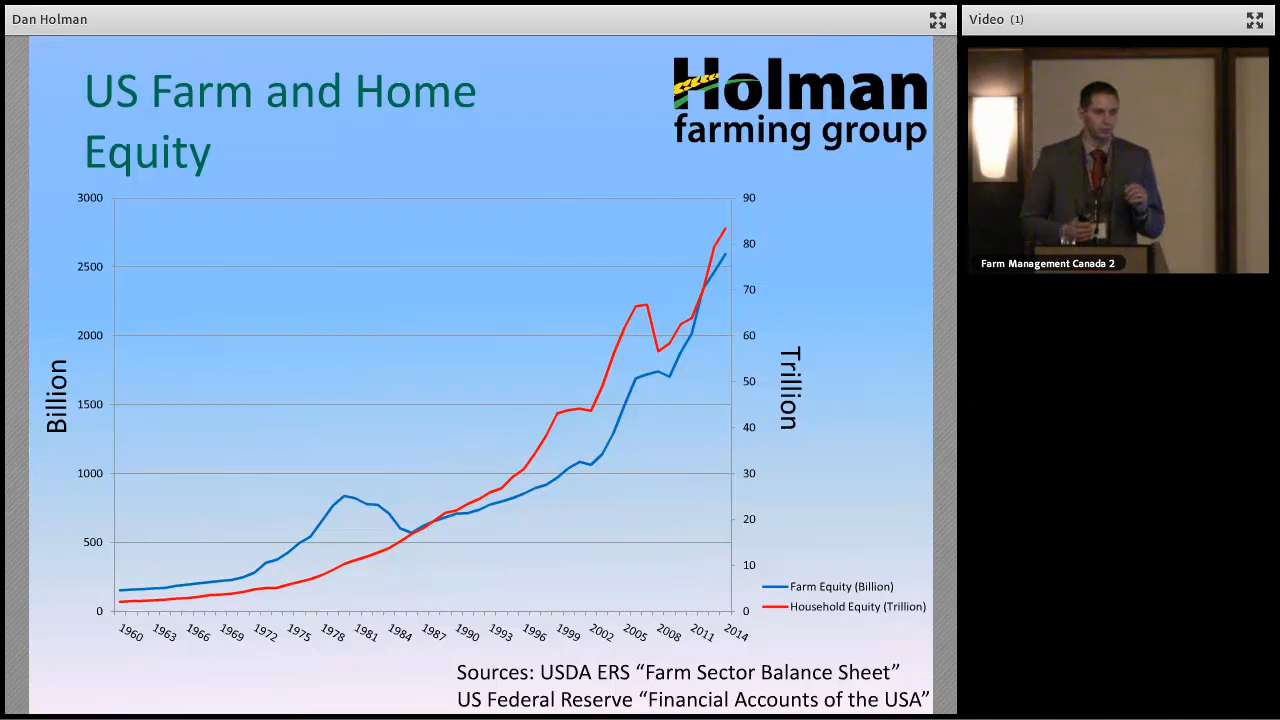 Dan Holman
Video (1)
US Farm and Home
Equity
Holman
farming group
3000
2500
2000
1500
1000
500
0
Billion
90
80
70
60
50
40
30
20
10
0
Trillion
1960 1963 1966 1969 1972 1975 1978 1981 1984 1987 1990 1993 1996 1999 2002 2005 2008 2011 2014
Farm Equity (Billion)
Household Equity (Trillion)
Sources: USDA ERS “Farm Sector Balance Sheet”
US Federal Reserve “Financial Accounts of the USA”
Farm Management Canada 2